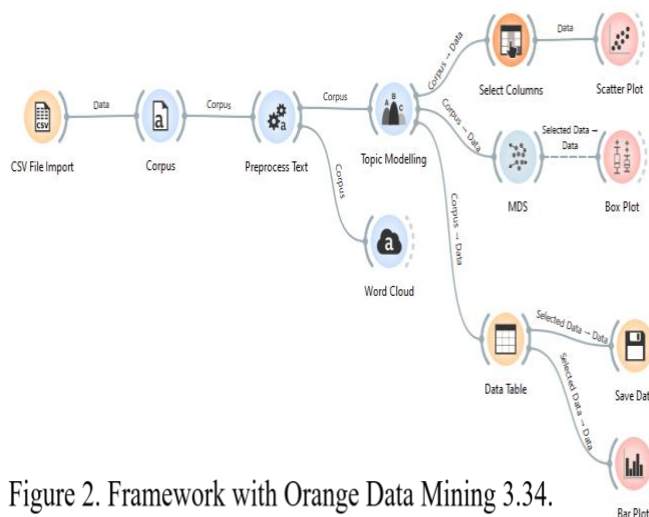 CSV File Import
Data
Corpus
Corpus
Preprocess Text
Corpus
Corpus
Topic Modelling
Word Cloud
Corpus → Data
Select Columns
Data
Scatter Plot
Corpus → Data
MDS
Selected Data →
Data
Box Plot
Corpus → Data
Data Table
Selected Data → Data
Save Dat
Selected Data → Data
Bar Plot
Figure 2. Framework with Orange Data Mining 3.34.